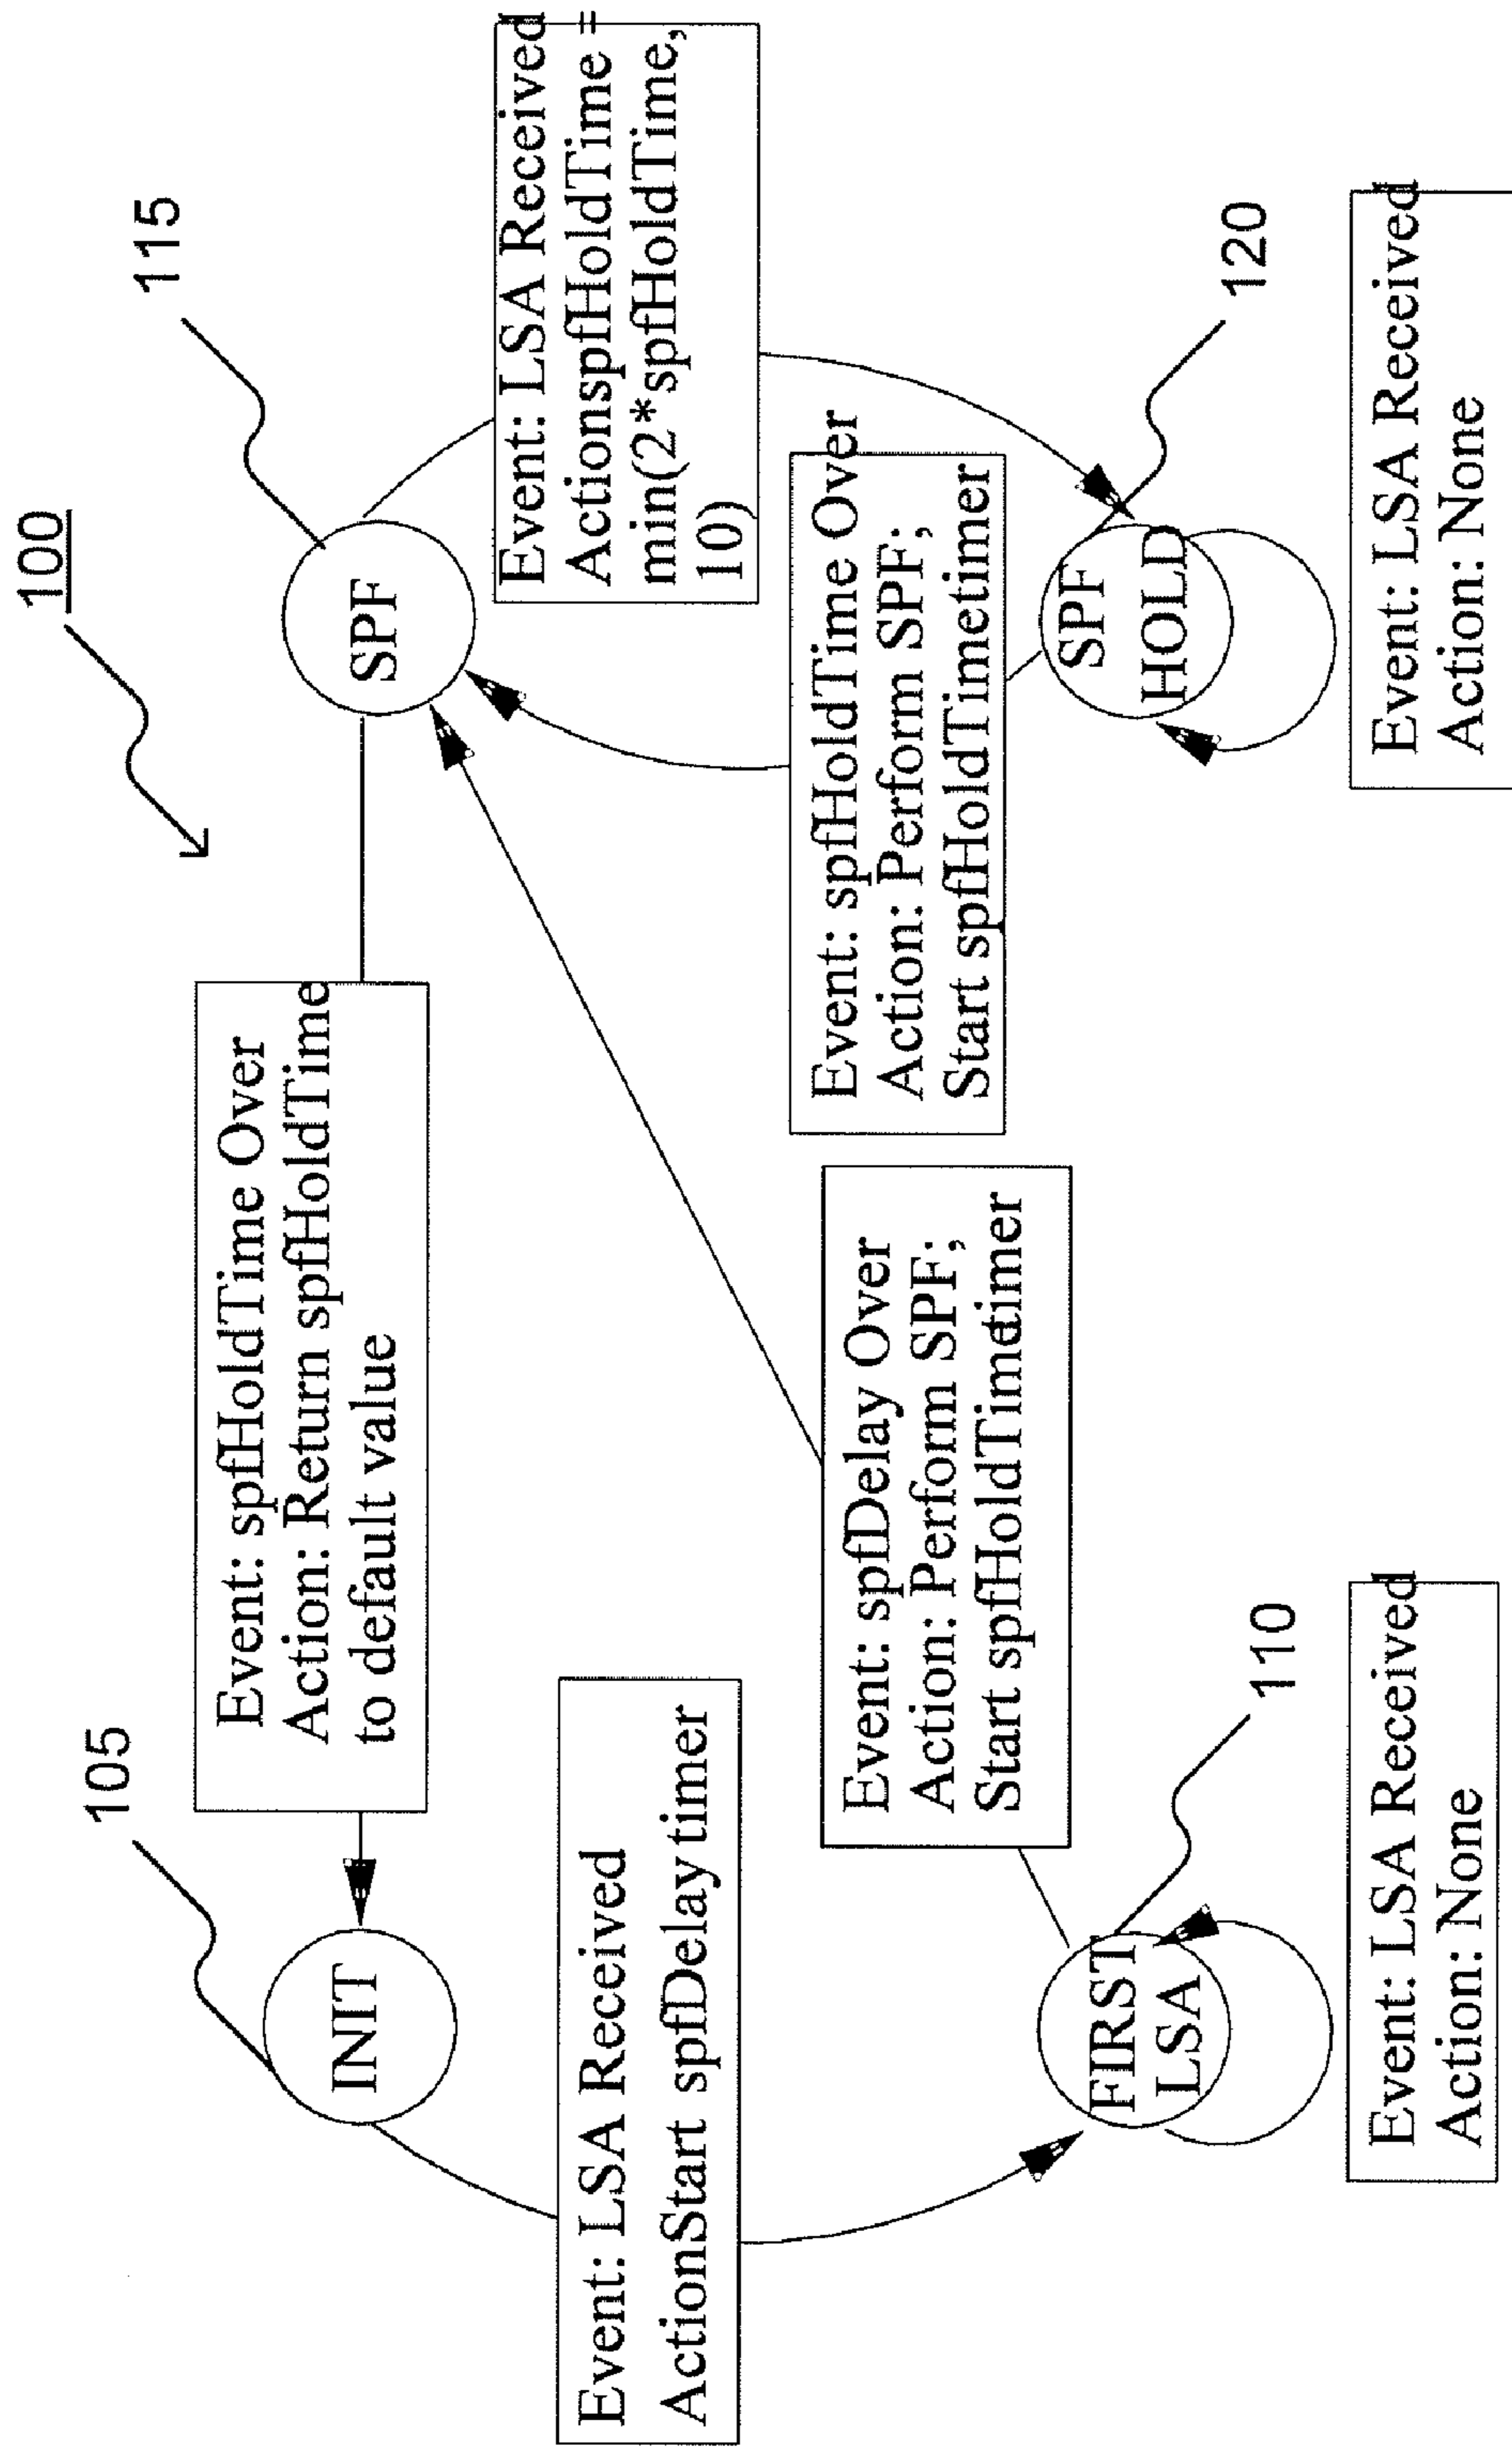 100
105
INIT
Event: spfHoldTime Over
Action: Return spfHoldTime
to default value
SPF
115
Event: LSA Received
ActionStart spfDelay timer
Event: LSA Received
ActionspfHoldTime =
min(2*spfHoldTime,
10)
Event: spfDelay Over
Action: Perform SPF;
Start spfHoldTimetimer
Event: spfHoldTime Over
Action: Perform SPF;
Start spfHoldTimetimer
FIRST
LSA
110
SPF
HOLD
120
Event: LSA Received
Action: None
Event: LSA Received
Action: None